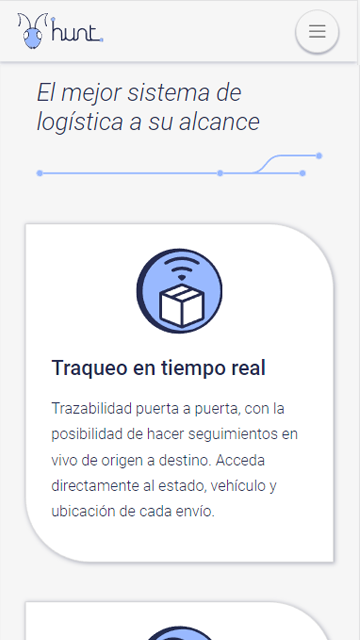 hunt.
El mejor sistema de
logística a su alcance
Traqueo en tiempo real
Trazabilidad puerta a puerta, con la
posibilidad de hacer seguimientos en
vivo de origen a destino. Acceda
directamente al estado, vehículo y
ubicación de cada envío.